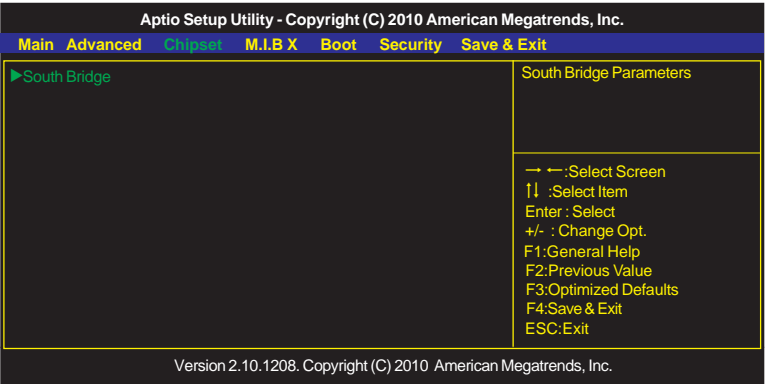 Aptio Setup Utility - Copyright (C) 2010 American Megatrends, Inc.
Main Advanced Chipset M.I.B X Boot Security Save & Exit
►South Bridge
South Bridge Parameters
→ ←:Select Screen
↑↓ :Select Item
Enter : Select
+/- : Change Opt.
F1:General Help
F2:Previous Value
F3:Optimized Defaults
F4:Save & Exit
ESC:Exit
Version 2.10.1208. Copyright (C) 2010 American Megatrends, Inc.